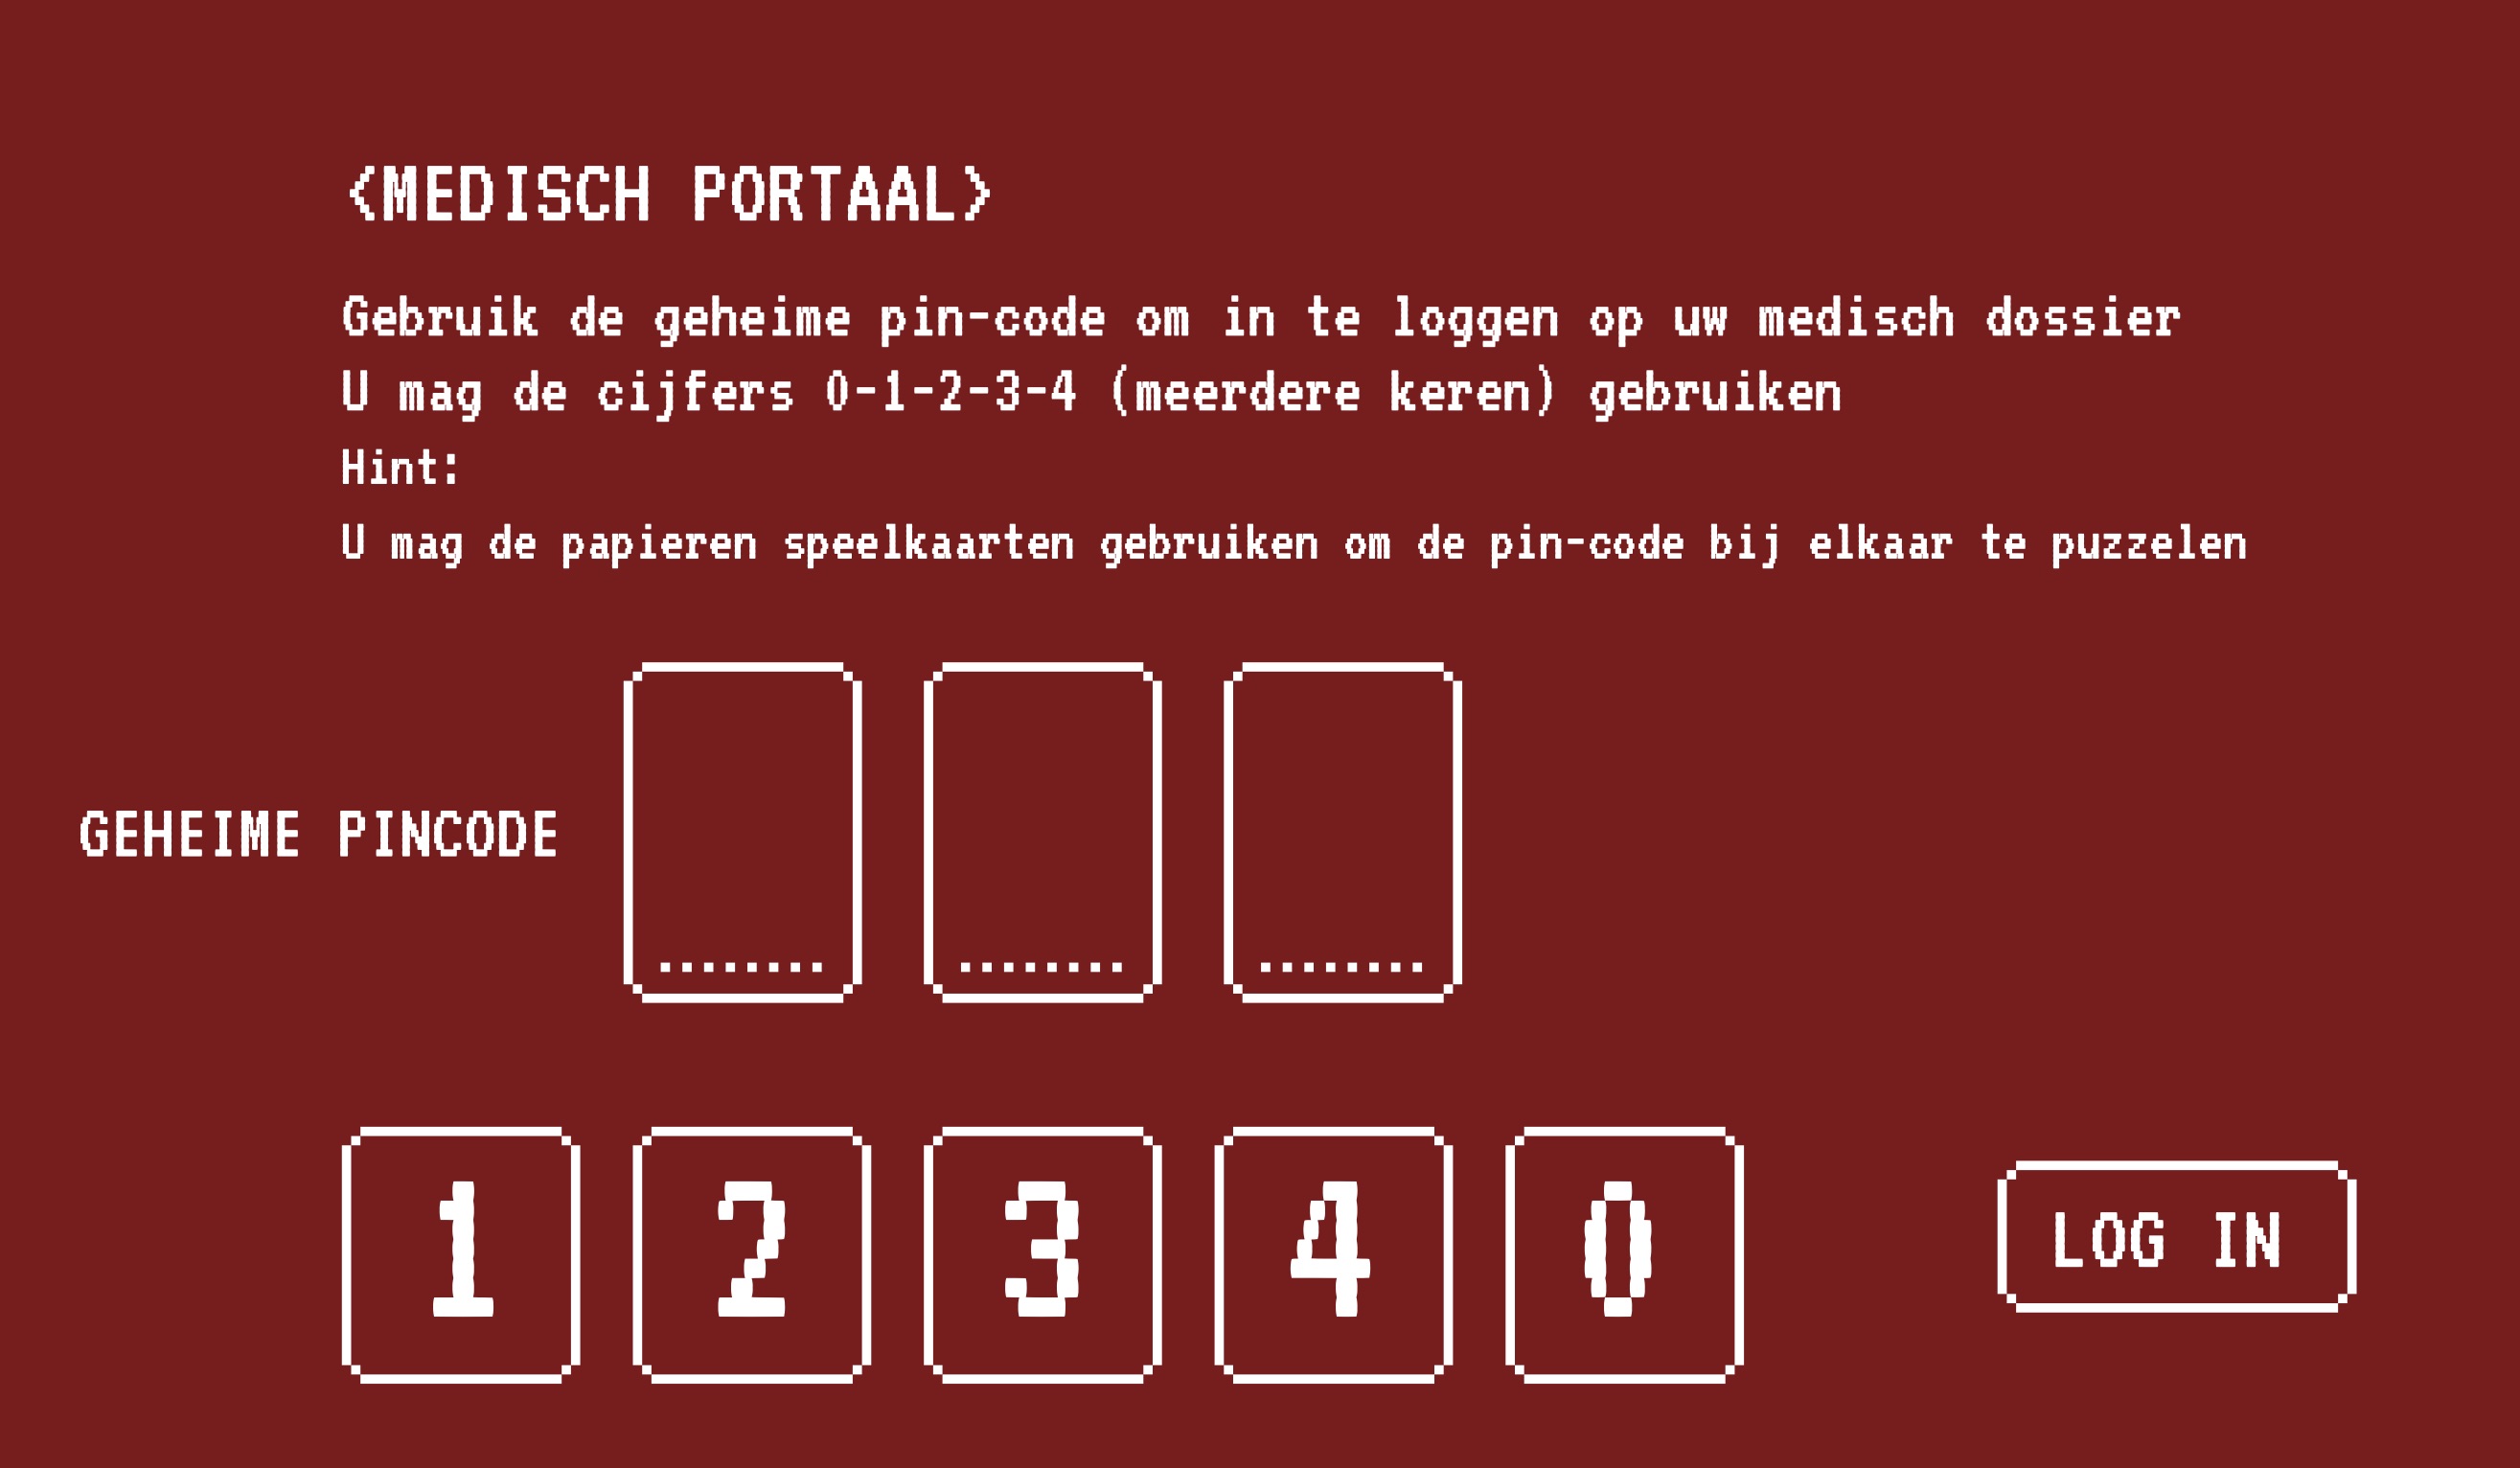 <MEDISCH PORTAAL>
Gebruik de geheime pin-code om in te loggen op uw medisch dossier
U mag de cijfers 0-1-2-3-4 (meerdere keren) gebruiken
Hint:
U mag de papieren speelkaarten gebruiken om de pin-code bij elkaar te puzzelen
GEHEIME PINCODE
........ ........ ........
1 2 3 4 0 LOG IN